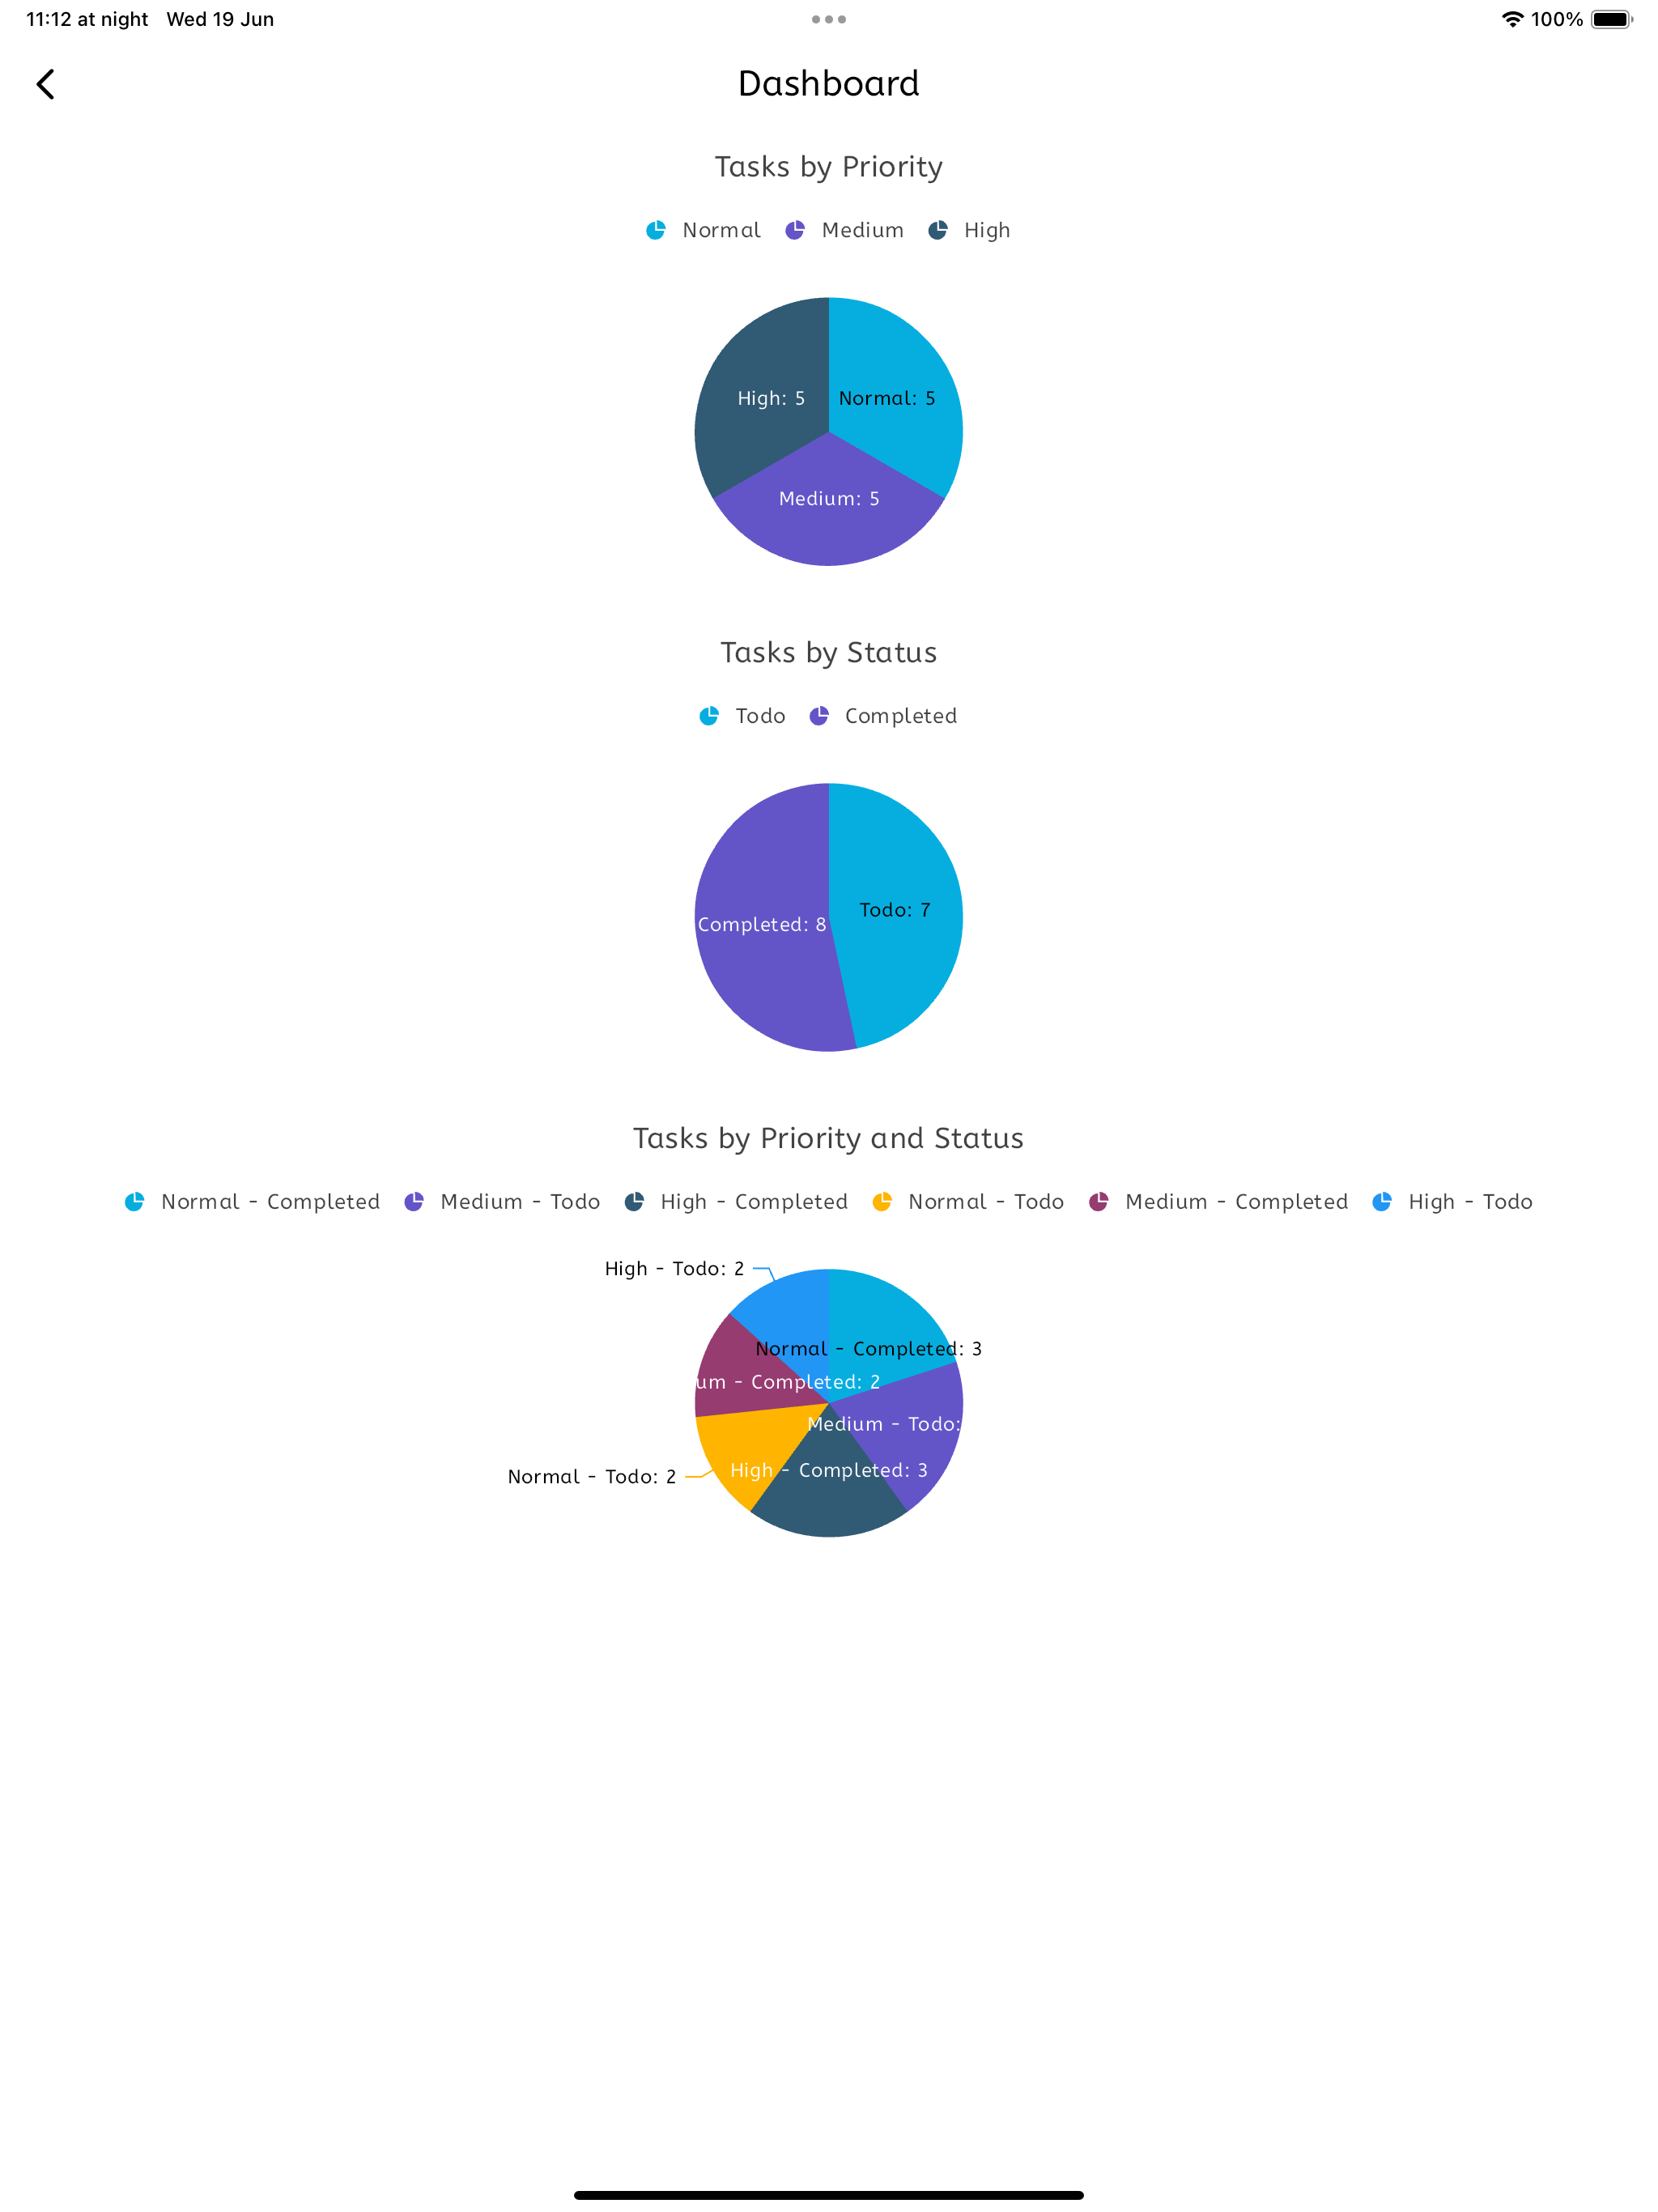 11:12 at night Wed 19 Jun 100%
Dashboard
Tasks by Priority
Normal Medium High
High: 5 Normal: 5
Medium: 5
Tasks by Status
Todo Completed
Todo: 7
Completed: 8
Tasks by Priority and Status
Normal - Completed Medium - Todo High - Completed Normal - Todo Medium - Completed High - Todo
High - Todo: 2
Normal - Completed: 3
um - Completed: 2
Medium - Todo:
High - Completed: 3
Normal - Todo: 2